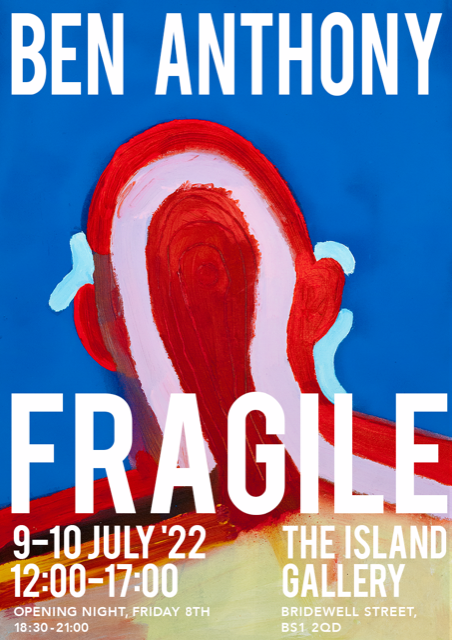 BEN ANTHONY
FRAGILE
9-10 JULY '22
12:00-17:00
OPENING NIGHT, FRIDAY 8TH
18:30-21:00
THE ISLAND
GALLERY
BRIDEWELL STREET,
BS1 2QD